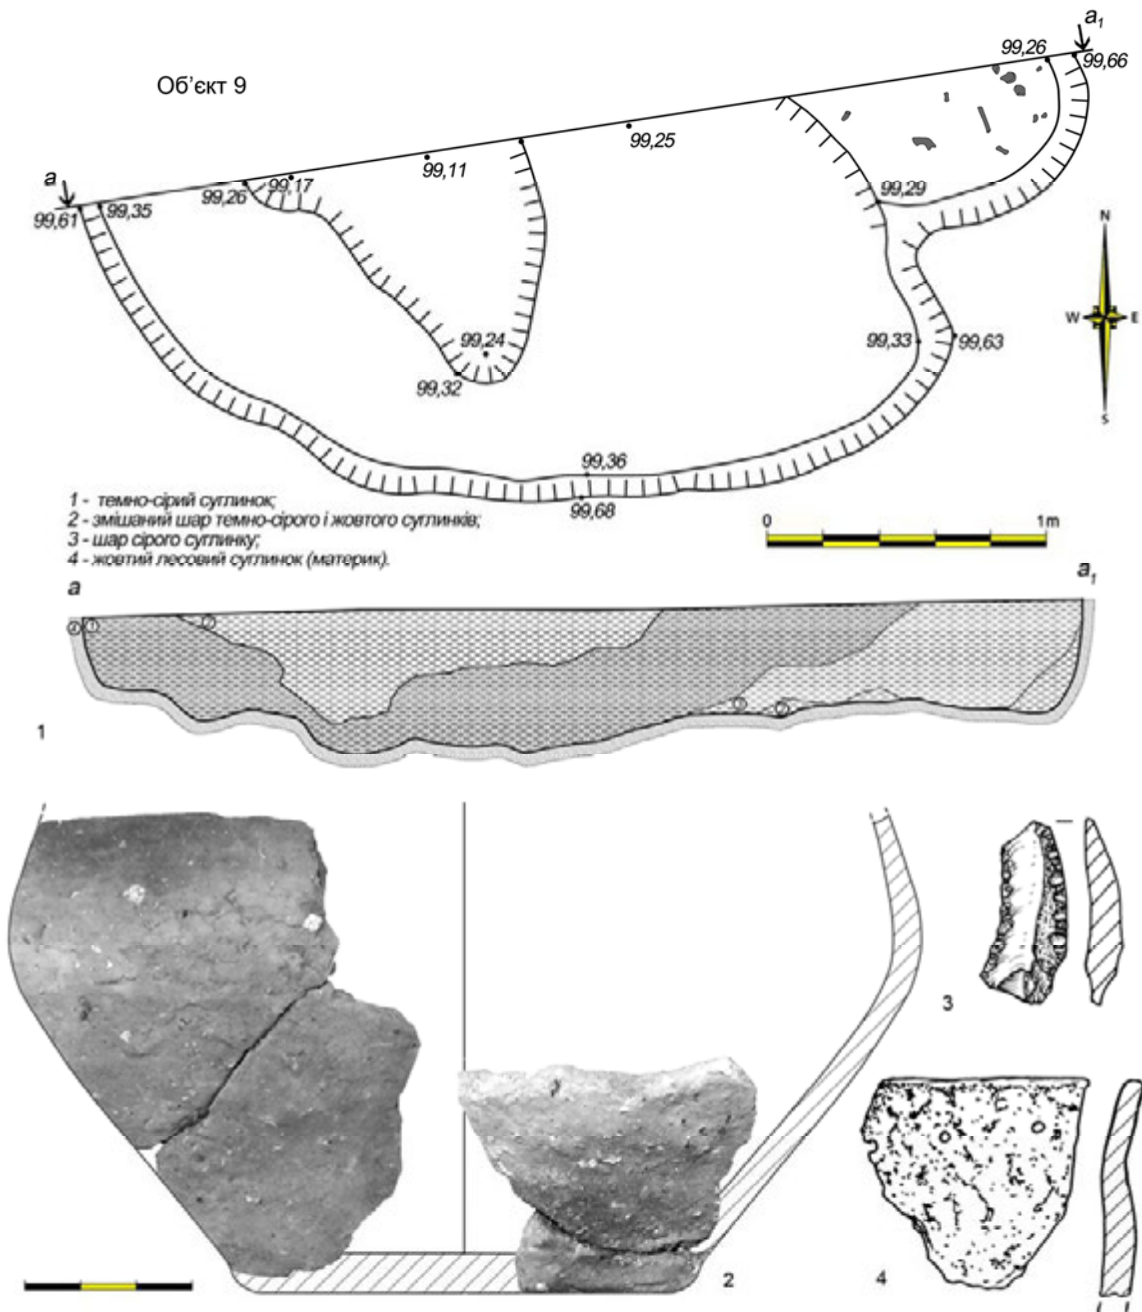 a₁
99,26
99,66
Об’єкт 9
99,25
99,11
a
99,17
99,26
99,29
99,61
99,35
N
W E
S
99,24
99,33
99,63
99,32
99,36
99,68
1 - темно-сірий суглинок;
2 - змішаний шар темно-сірого і жовтого суглинків;
3 - шар сірого суглинку;
4 - жовтий лесовий суглинок (материк).
0 1m
a a₁
4 1 2
1
3
2
4